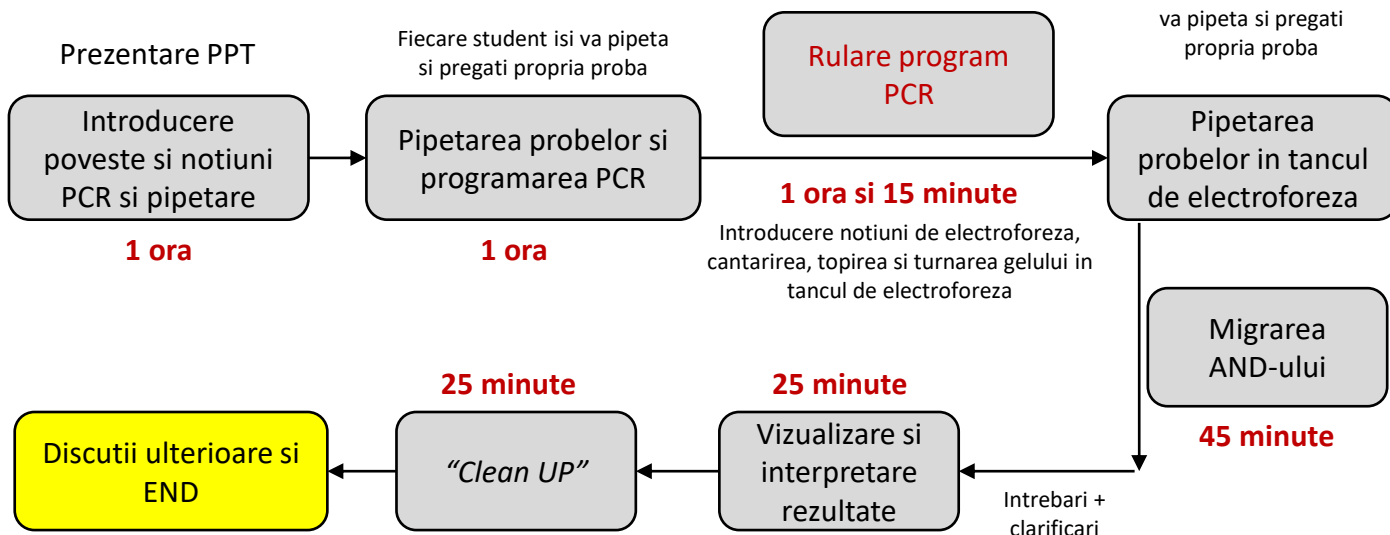 Prezentare PPT
Introducere
poveste si notiuni
PCR si pipetare
1 ora
Fiecare student isi va pipeta
si pregati propria proba
Pipetarea probelor si
programarea PCR
1 ora
Rulare program
PCR
1 ora si 15 minute
Introducere notiuni de electroforeza,
cantarirea, topirea si turnarea gelului in
tancul de electroforeza
va pipeta si pregati
propria proba
Pipetarea
probelor in tancul
de electroforeza
Migrarea
AND-ului
45 minute
Intrebari +
clarificari
25 minute
Vizualizare si
interpretare
rezultate
25 minute
“Clean UP”
Discutii ulterioare si
END